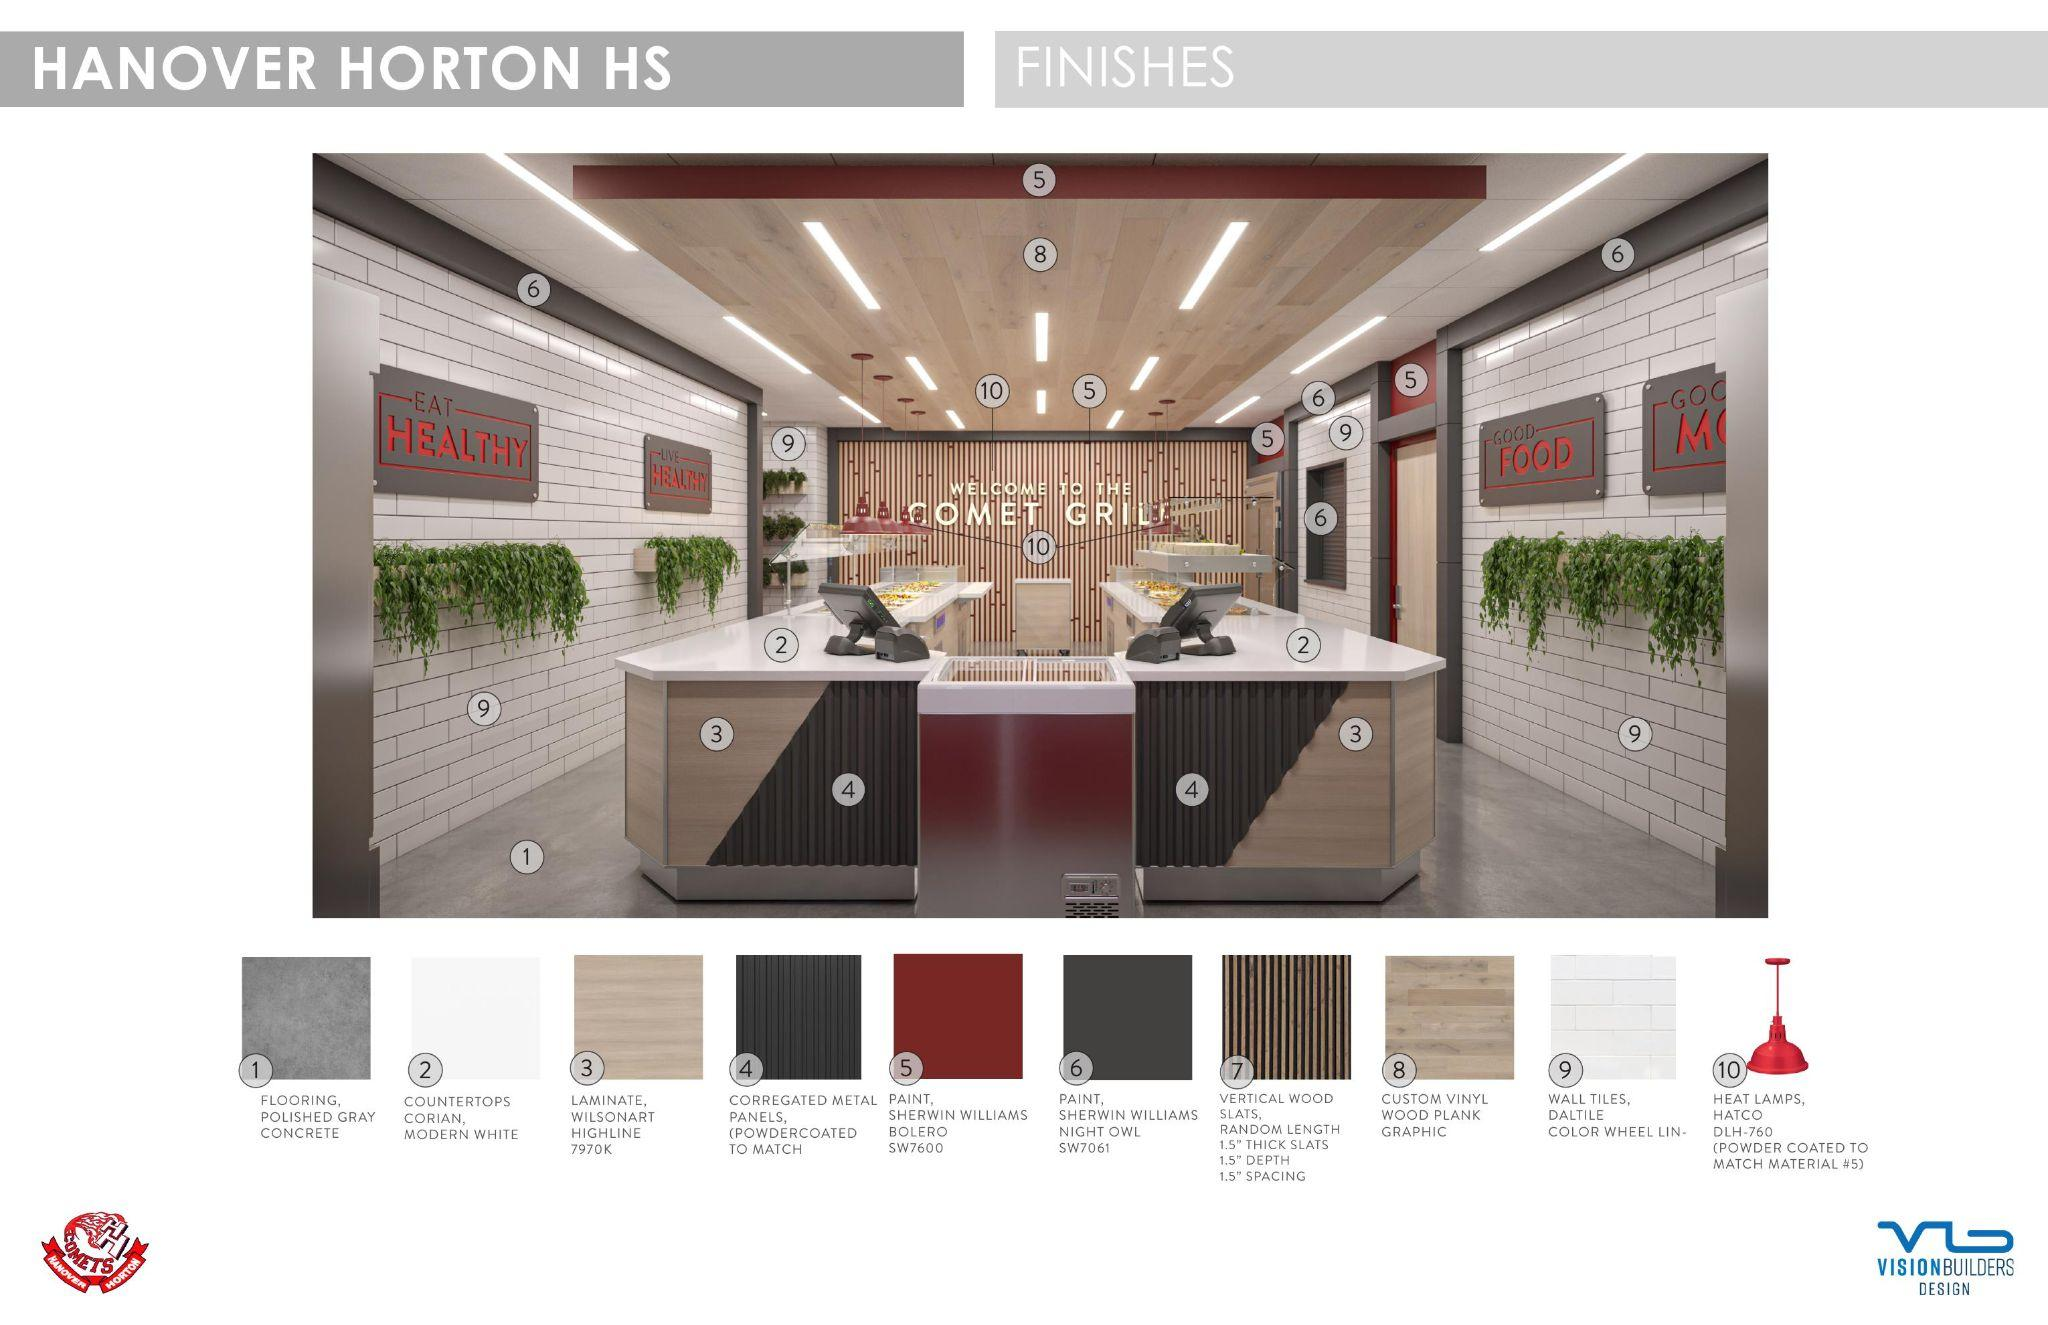 HANOVER HORTON HS
FINISHES
5
8
6
6
10
5
5
6
9
5
9
EAT
HEALTHY
LIVE
HEALTHY
WELCOME TO THE
COMET GRILL
GOOD
FOOD
GOO
MO
6
10
2
2
9
3
3
9
4
4
1
1
FLOORING,
POLISHED GRAY
CONCRETE
2
COUNTERTOPS
CORIAN,
MODERN WHITE
3
LAMINATE,
WILSONART
HIGHLINE
7970K
4
CORREGATED METAL
PANELS,
(POWDERCOATED
TO MATCH
5
PAINT,
SHERWIN WILLIAMS
BOLERO
SW7600
6
PAINT,
SHERWIN WILLIAMS
NIGHT OWL
SW7061
7
VERTICAL WOOD
SLATS,
RANDOM LENGTH
1.5" THICK SLATS
1.5" DEPTH
1.5" SPACING
8
CUSTOM VINYL
WOOD PLANK
GRAPHIC
9
WALL TILES,
DALTILE
COLOR WHEEL LIN-
10
HEAT LAMPS,
HATCO
DLH-760
(POWDER COATED TO
MATCH MATERIAL #5)
HH
COMETS
HANOVER HORTON
VISIONBUILDERS
DESIGN